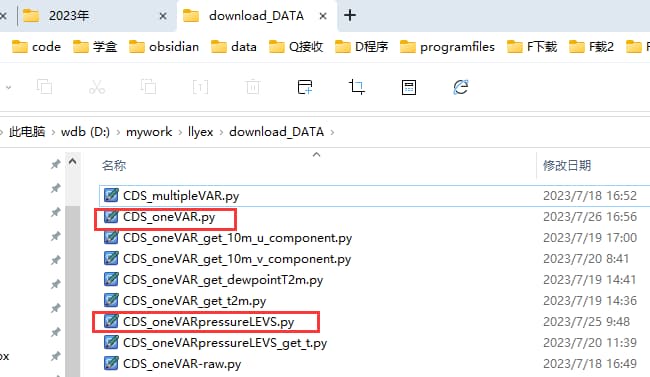 2023年 × download_DATA × +
code 学盒 obsidian data Q接收 D程序 programfiles F下载 F载2
此电脑 › wdb (D:) › mywork › llyex › download_DATA ›
名称 修改日期
CDS_multipleVAR.py 2023/7/18 16:52
CDS_oneVAR.py 2023/7/26 16:56
CDS_oneVAR_get_10m_u_component.py 2023/7/19 17:00
CDS_oneVAR_get_10m_v_component.py 2023/7/20 8:41
CDS_oneVAR_get_dewpointT2m.py 2023/7/19 14:41
CDS_oneVAR_get_t2m.py 2023/7/19 14:36
CDS_oneVARpressureLEVS.py 2023/7/25 9:48
CDS_oneVARpressureLEVS_get_t.py 2023/7/20 11:39
CDS_oneVAR-raw.py 2023/7/18 16:49